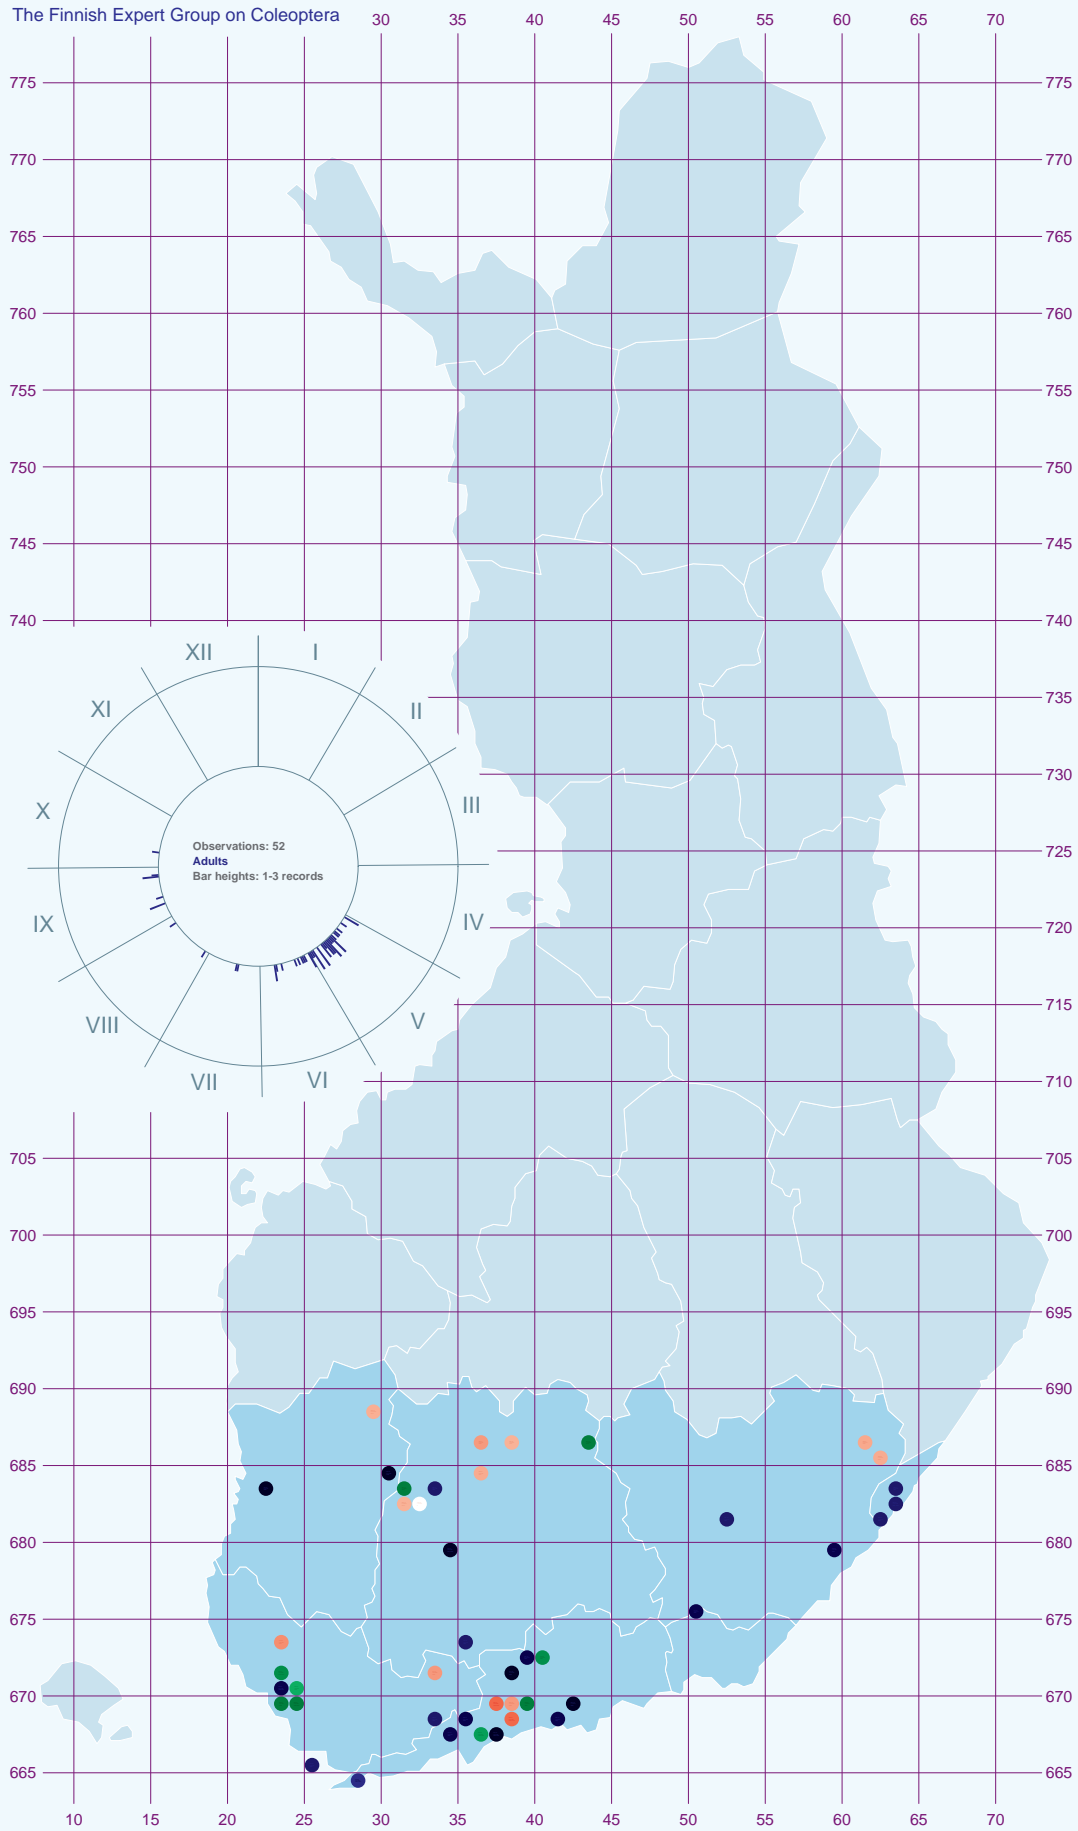 The Finnish Expert Group on Coleoptera
30 35 40 45 50 55 60 65 70
775 775
770 770
765 765
760 760
755 755
750 750
745 745
740 740
735
730
725
720
715
710
705 705
700 700
695 695
690 690
685 685
680 680
675 675
670 670
665 665
XII I
XI II
X III
IX IV
VIII V
VII VI
Observations: 52
Adults
Bar heights: 1-3 records
10 15 20 25 30 35 40 45 50 55 60 65 70